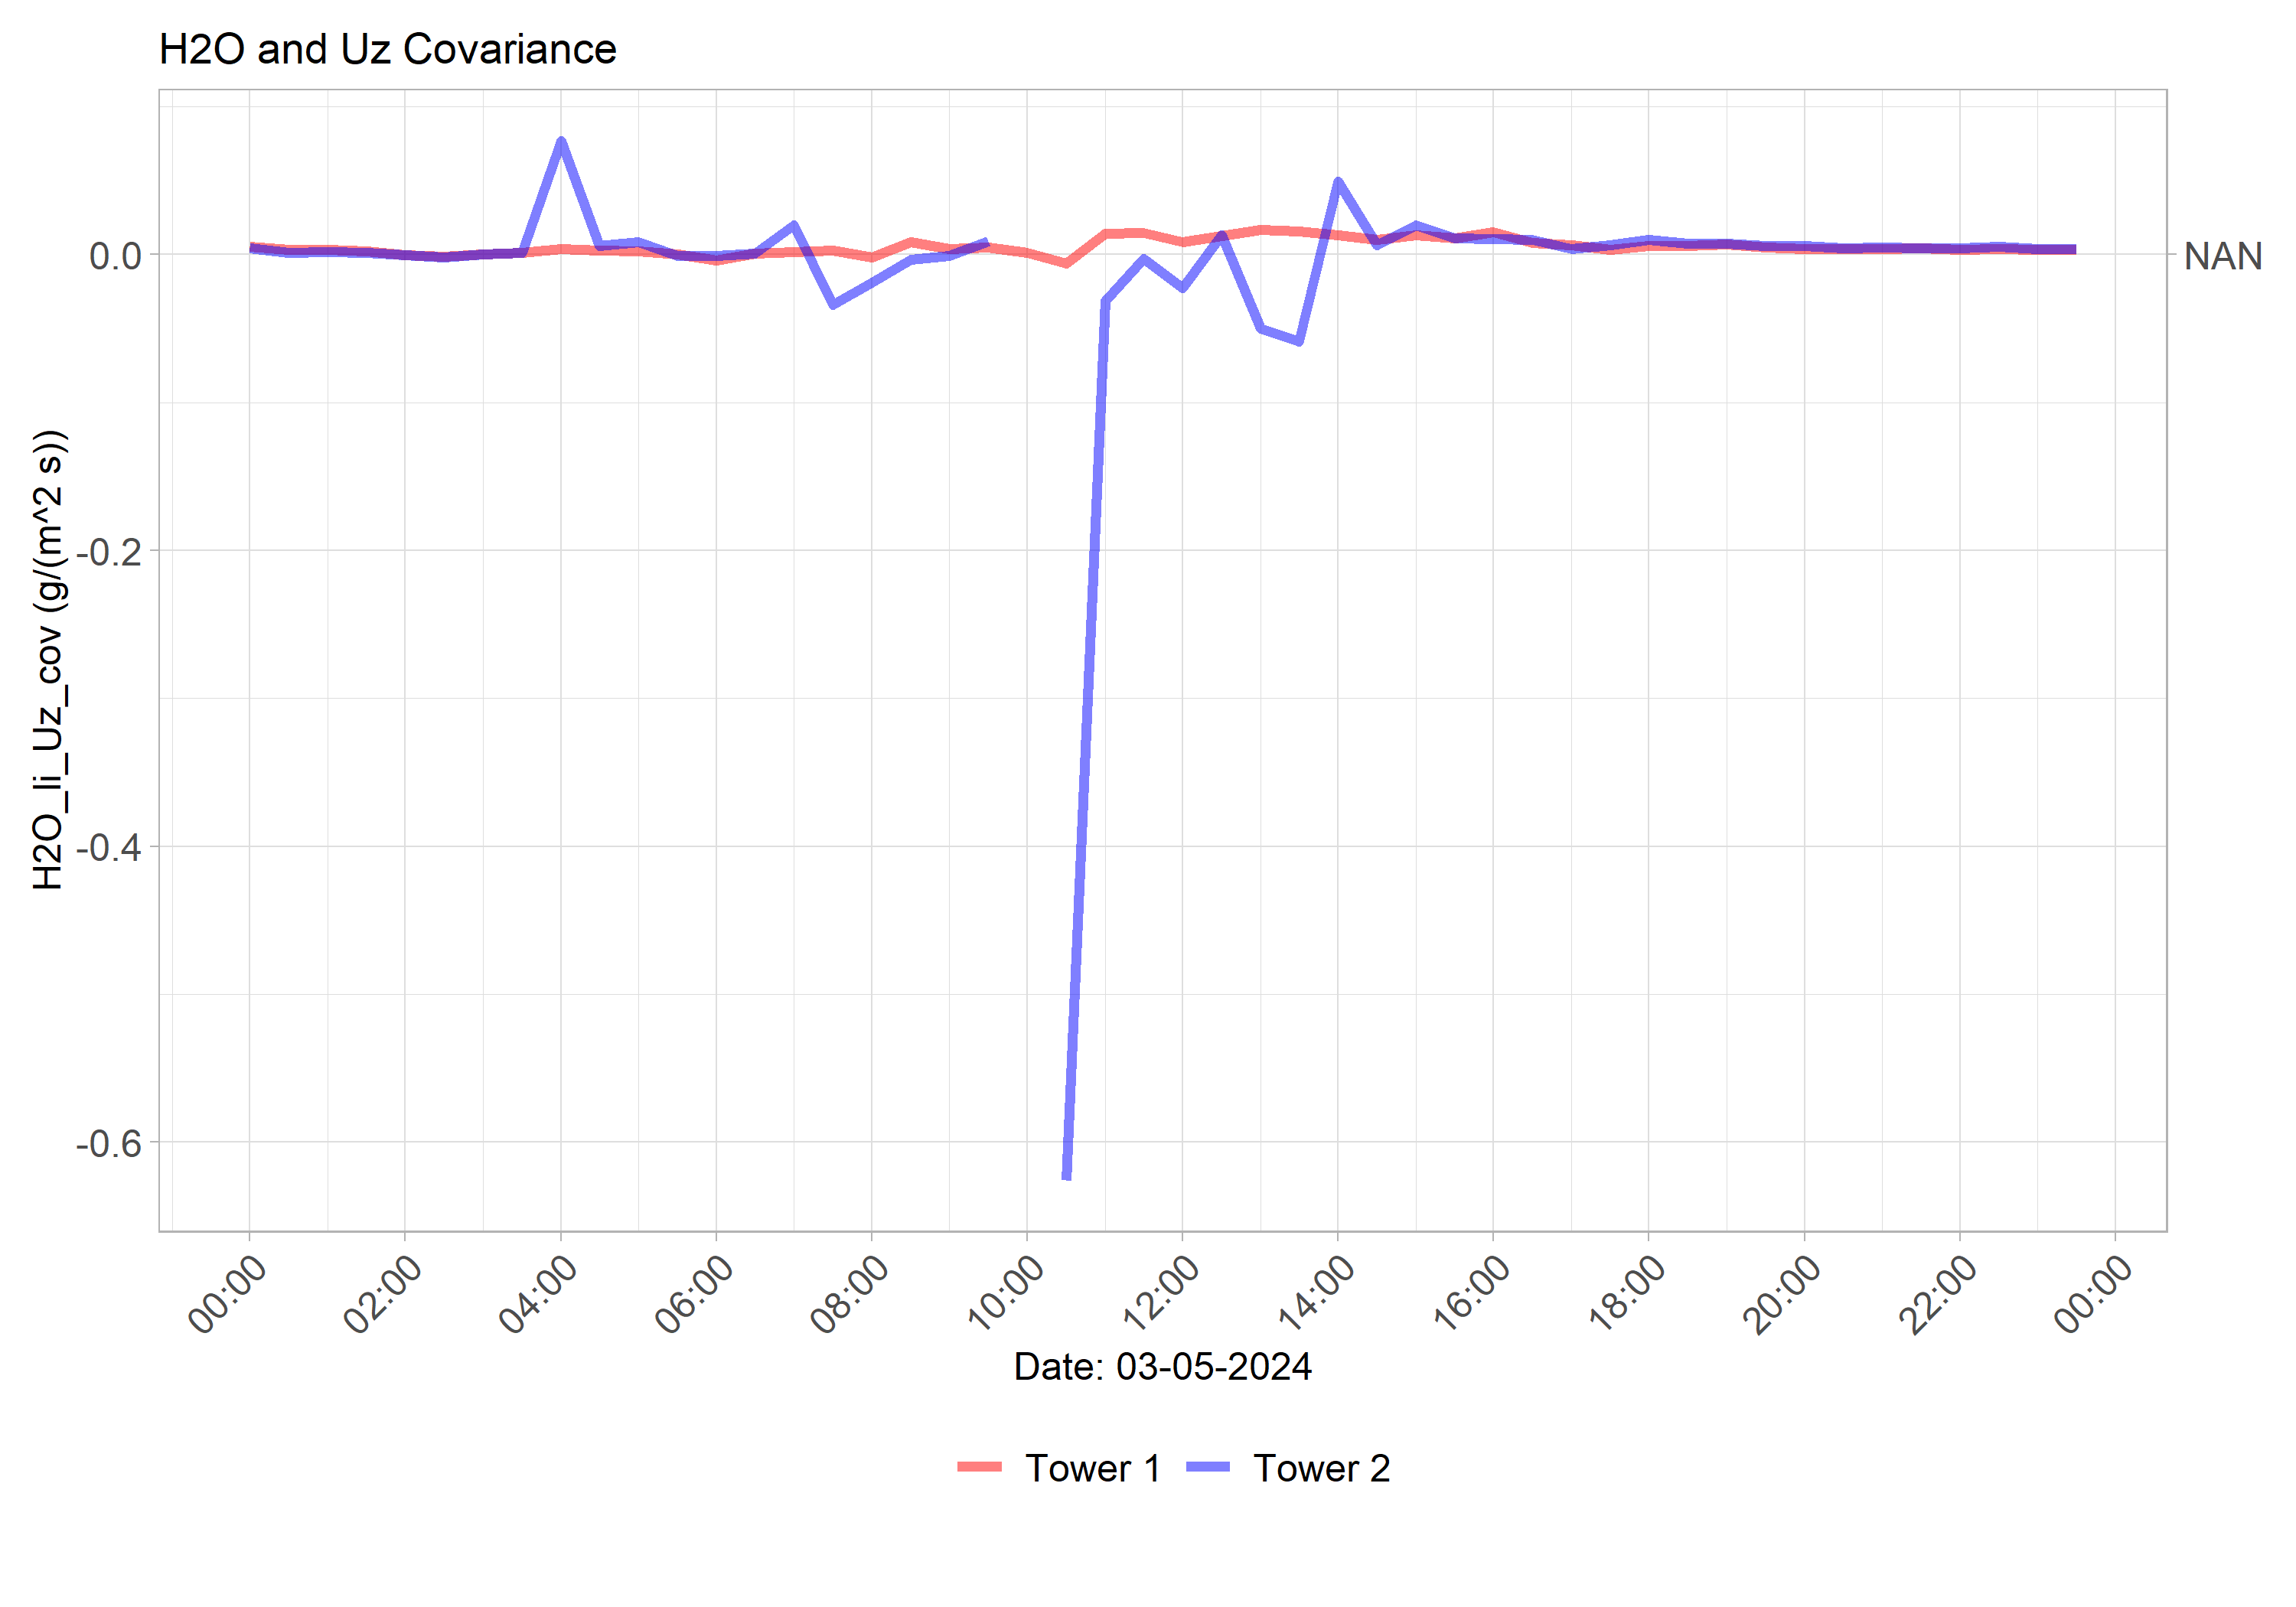 H2O and Uz Covariance
H2O_li_Uz_cov (g/(m^2 s))
0.0
-0.2
-0.4
-0.6
NAN
00:00
02:00
04:00
06:00
08:00
10:00
12:00
14:00
16:00
18:00
20:00
22:00
00:00
Date: 03-05-2024
Tower 1
Tower 2